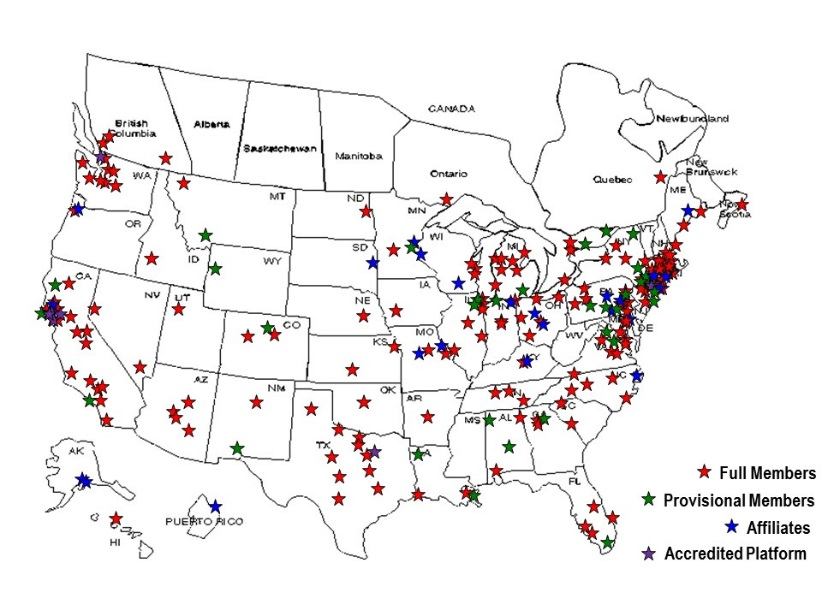 CANADA
British
Columbia
Alberta
Saskatchewan
Manitoba
Ontario
Quebec
Newfoundland
New
Brunswick
Nova
Scotia
ME
WA
MT
ND
MN
OR
ID
WY
SD
WI
MI
NY
VT
NH
CA
NV
UT
CO
NE
IA
IL
IN
OH
PA
DE
KS
MO
KY
WV
VA
AZ
NM
OK
AR
TN
NC
SC
TX
LA
MS
AL
FL
AK
HI
PUERTO RICO
Full Members
Provisional Members
Affiliates
Accredited Platform